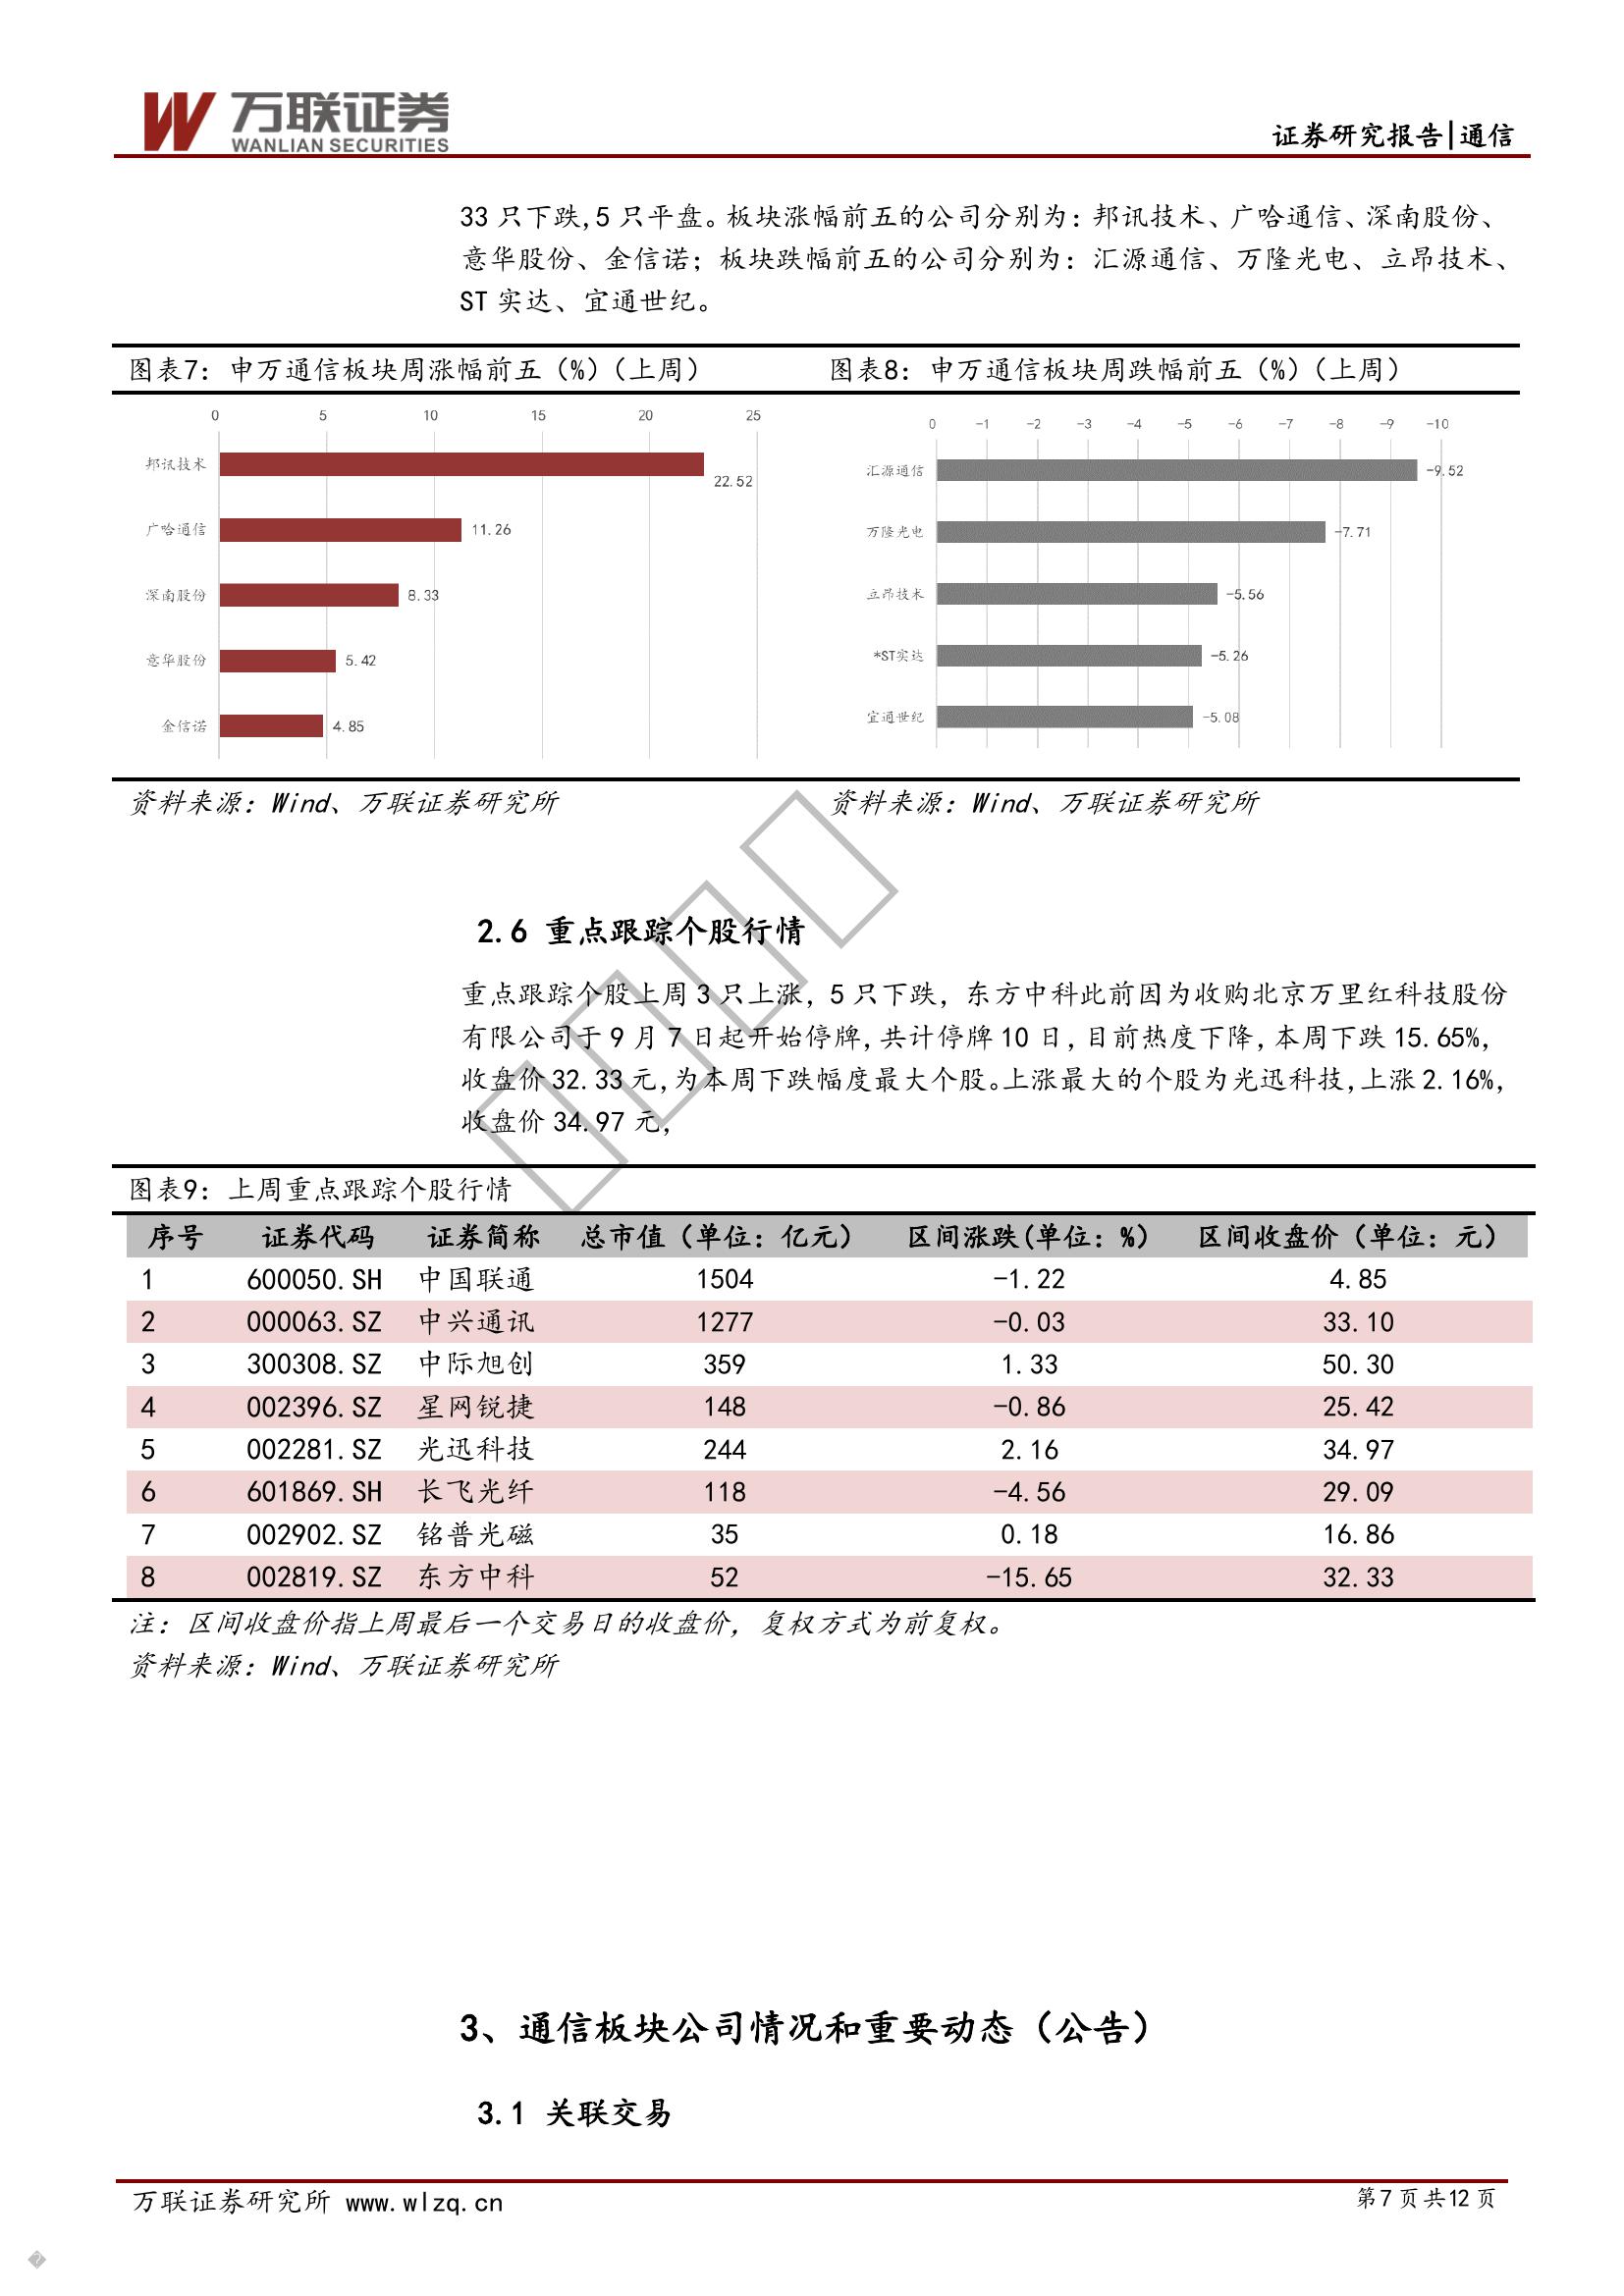 万联证券
WANLIAN SECURITIES
证券研究报告|通信
33 只下跌,5 只平盘。板块涨幅前五的公司分别为：邦讯技术、广哈通信、深南股份、
意华股份、金信诺；板块跌幅前五的公司分别为：汇源通信、万隆光电、立昂技术、
ST 实达、宜通世纪。
图表7：申万通信板块周涨幅前五（%）（上周）
0 5 10 15 20 25
邦讯技术 22.52
广哈通信 11.26
深南股份 8.33
意华股份 5.42
金信诺 4.85
资料来源：Wind、万联证券研究所
图表8：申万通信板块周跌幅前五（%）（上周）
0 -1 -2 -3 -4 -5 -6 -7 -8 -9 -10
汇源通信 -9.52
万隆光电 -7.71
立昂技术 -5.56
*ST实达 -5.26
宜通世纪 -5.08
资料来源：Wind、万联证券研究所
2.6 重点跟踪个股行情
重点跟踪个股上周 3 只上涨，5 只下跌，东方中科此前因为收购北京万里红科技股份
有限公司于 9 月 7 日起开始停牌,共计停牌 10 日,目前热度下降,本周下跌 15.65%,
收盘价 32.33 元,为本周下跌幅度最大个股。上涨最大的个股为光迅科技,上涨 2.16%,
收盘价 34.97 元,
图表9：上周重点跟踪个股行情
序号 证券代码 证券简称 总市值（单位：亿元） 区间涨跌(单位：%) 区间收盘价（单位：元）
1 600050.SH 中国联通 1504 -1.22 4.85
2 000063.SZ 中兴通讯 1277 -0.03 33.10
3 300308.SZ 中际旭创 359 1.33 50.30
4 002396.SZ 星网锐捷 148 -0.86 25.42
5 002281.SZ 光迅科技 244 2.16 34.97
6 601869.SH 长飞光纤 118 -4.56 29.09
7 002902.SZ 铭普光磁 35 0.18 16.86
8 002819.SZ 东方中科 52 -15.65 32.33
注：区间收盘价指上周最后一个交易日的收盘价，复权方式为前复权。
资料来源：Wind、万联证券研究所
3、通信板块公司情况和重要动态（公告）
3.1 关联交易
万联证券研究所 www.wlzq.cn
第 7 页 共 12 页